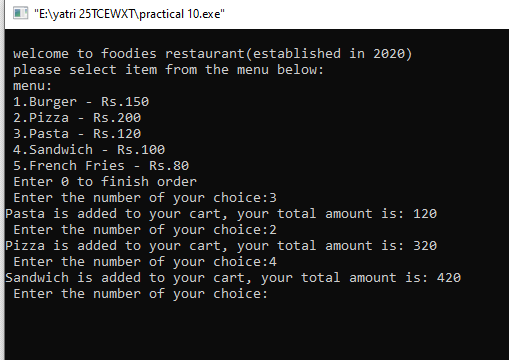 "E:\yatri 25TCEWXT\practical 10.exe"
welcome to foodies restaurant(established in 2020)
please select item from the menu below:
menu:
1.Burger - Rs.150
2.Pizza - Rs.200
3.Pasta - Rs.120
4.Sandwich - Rs.100
5.French Fries - Rs.80
Enter 0 to finish order
Enter the number of your choice:3
Pasta is added to your cart, your total amount is: 120
Enter the number of your choice:2
Pizza is added to your cart, your total amount is: 320
Enter the number of your choice:4
Sandwich is added to your cart, your total amount is: 420
Enter the number of your choice: